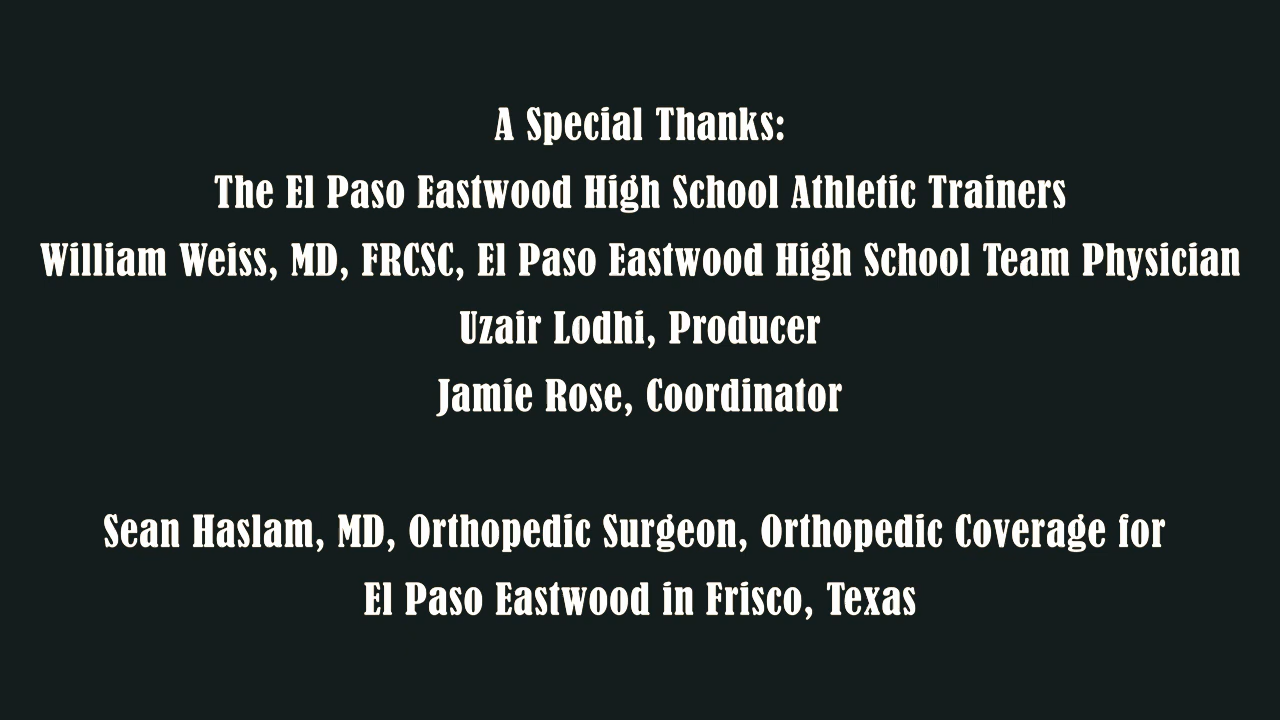 A Special Thanks:
The El Paso Eastwood High School Athletic Trainers
William Weiss, MD, FRCSC, El Paso Eastwood High School Team Physician
Uzair Lodhi, Producer
Jamie Rose, Coordinator
Sean Haslam, MD, Orthopedic Surgeon, Orthopedic Coverage for
El Paso Eastwood in Frisco, Texas